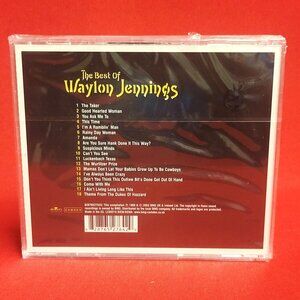 The Best Of
Waylon Jennings
1 The Taker
2 Good Hearted Woman
3 You Ask Me To
4 This Time
5 I'm A Ramblin' Man
6 Rainy Day Woman
7 Amanda
8 Are You Sure Hank Done It This Way?
9 Suspicious Minds
10 Can't You See
11 Luckenbach Texas
12 The Wurlitzer Prize
13 Mamas Don't Let Your Babies Grow Up To Be Cowboys
14 I've Always Been Crazy
15 Don't You Think This Outlaw Bit's Done Got Out Of Hand
16 Come With Me
17 I Ain't Living Long Like This
18 Theme From The Dukes Of Hazzard
BMG
CAMDEN